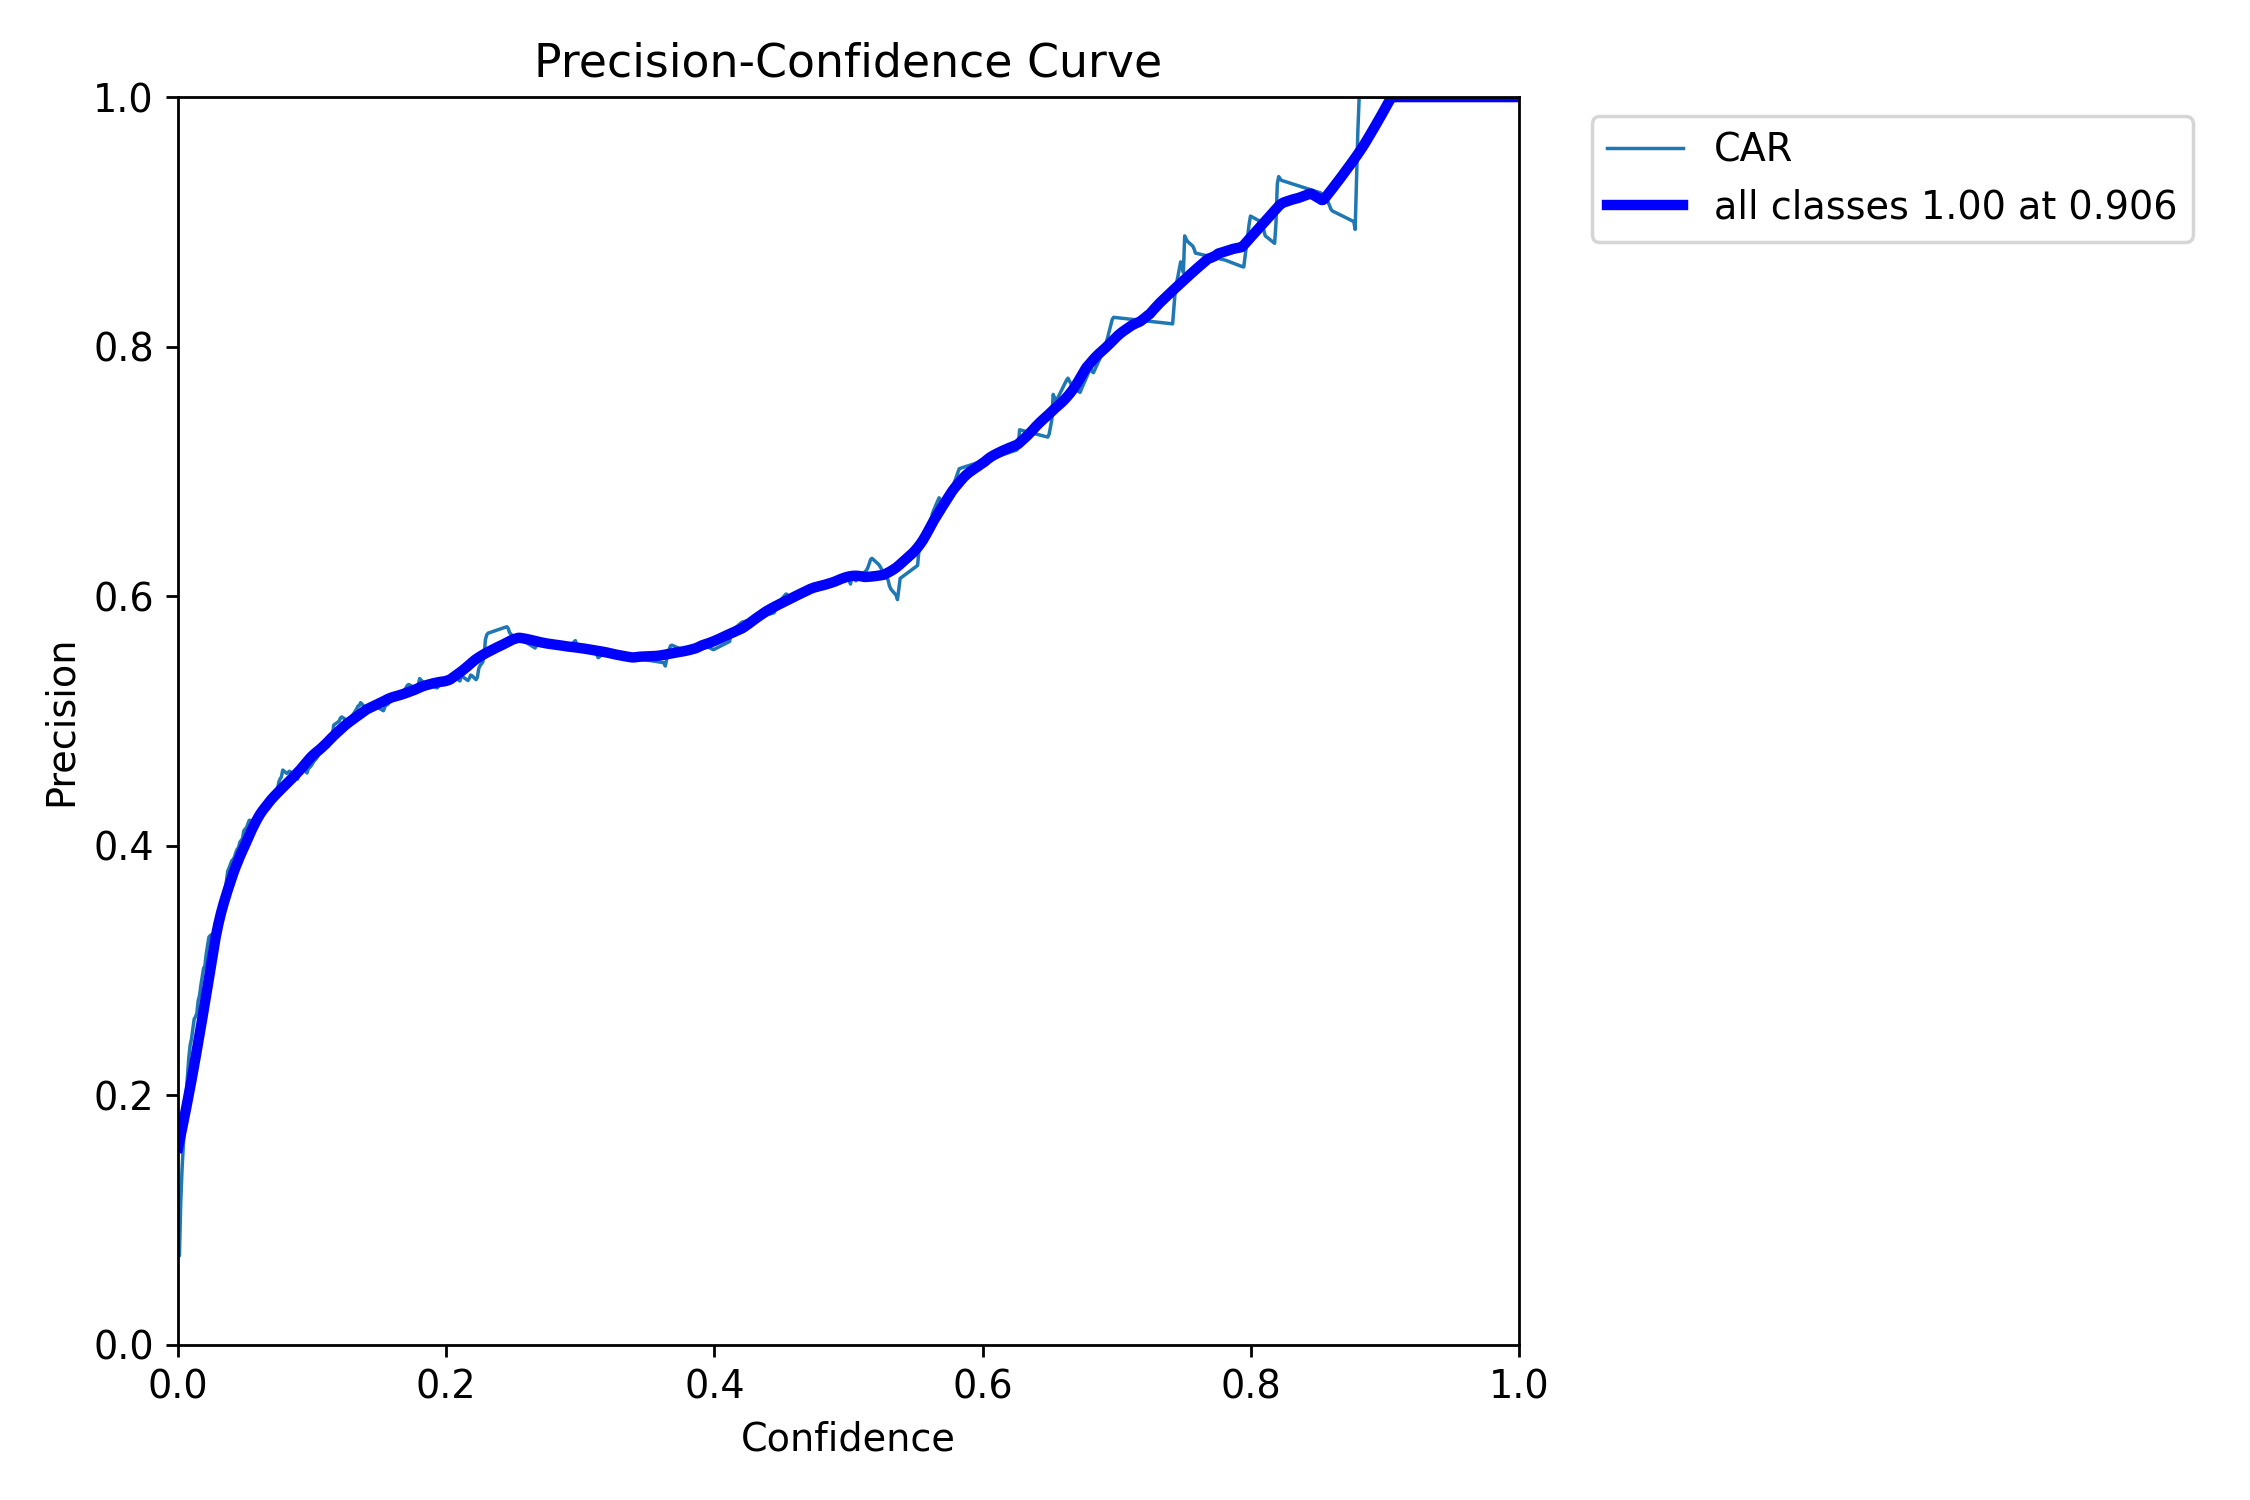 Precision-Confidence Curve
1.0
0.8
0.6
0.4
0.2
0.0
Precision
0.0 0.2 0.4 0.6 0.8 1.0
Confidence
CAR
all classes 1.00 at 0.906